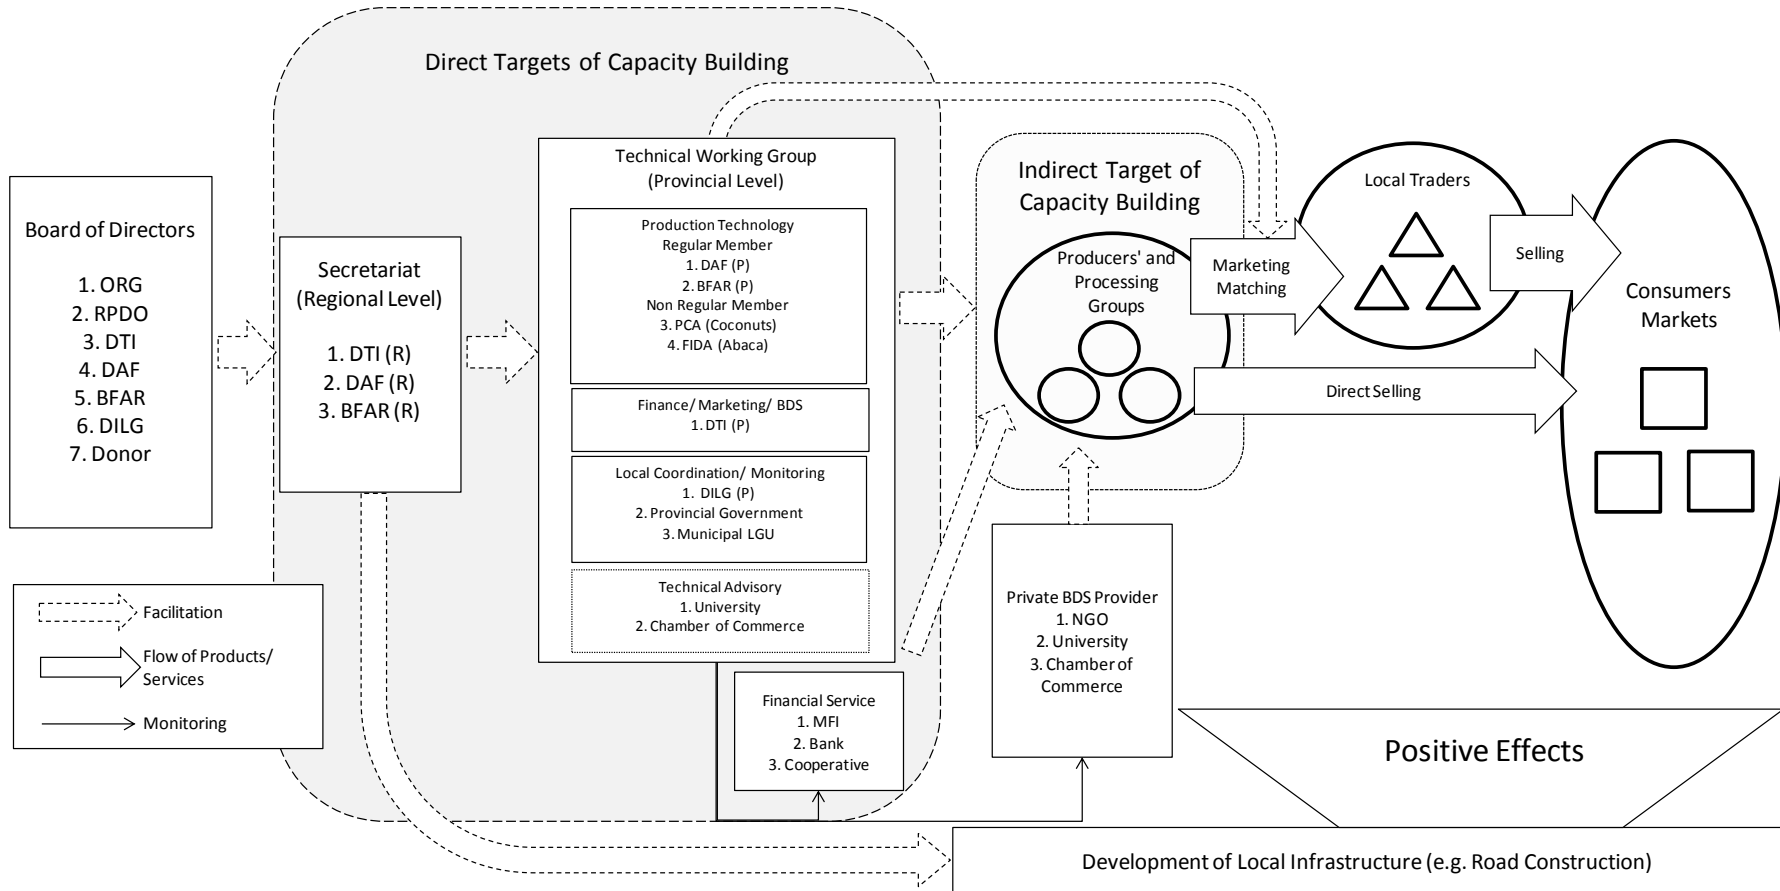 Direct Targets of Capacity Building
Board of Directors
1. ORG
2. RPDO
3. DTI
4. DAF
5. BFAR
6. DILG
7. Donor
Secretariat
(Regional Level)
1. DTI (R)
2. DAF (R)
3. BFAR (R)
Technical Working Group
(Provincial Level)
Production Technology
Regular Member
1. DAF (P)
2. BFAR (P)
Non Regular Member
3. PCA (Coconuts)
4. FIDA (Abaca)
Finance/ Marketing/ BDS
1. DTI (P)
Local Coordination/ Monitoring
1. DILG (P)
2. Provincial Government
3. Municipal LGU
Technical Advisory
1. University
2. Chamber of Commerce
Financial Service
1. MFI
2. Bank
3. Cooperative
Indirect Target of
Capacity Building
Producers' and
Processing
Groups
Private BDS Provider
1. NGO
2. University
3. Chamber of
Commerce
Marketing
Matching
Local Traders
Selling
Direct Selling
Consumers
Markets
Facilitation
Flow of Products/
Services
Monitoring
Positive Effects
Development of Local Infrastructure (e.g. Road Construction)